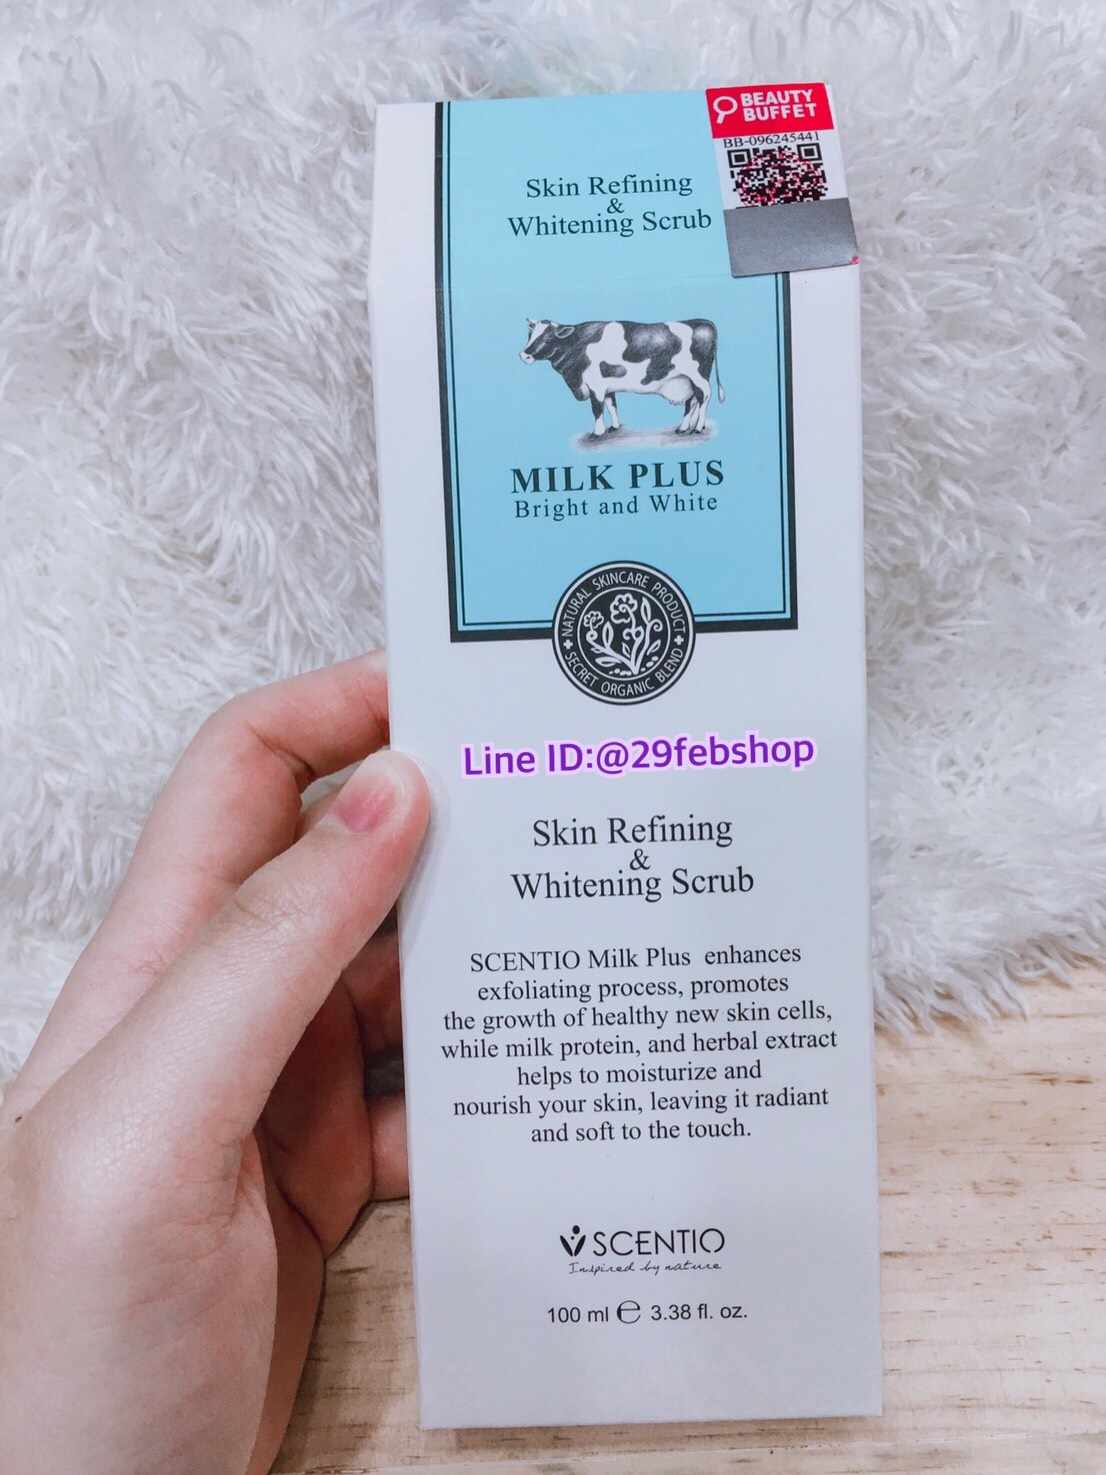 BEAUTY
BUFFET
BB-096245441
Skin Refining
&
Whitening Scrub
MILK PLUS
Bright and White
NATURAL SKINCARE PRODUCT
SECRET ORGANIC BLEND
Line ID:@29febshop
Skin Refining
&
Whitening Scrub
SCENTIO Milk Plus enhances
exfoliating process, promotes
the growth of healthy new skin cells,
while milk protein, and herbal extract
helps to moisturize and
nourish your skin, leaving it radiant
and soft to the touch.
SCENTIO
Inspired by nature
100 ml ℮ 3.38 fl. oz.